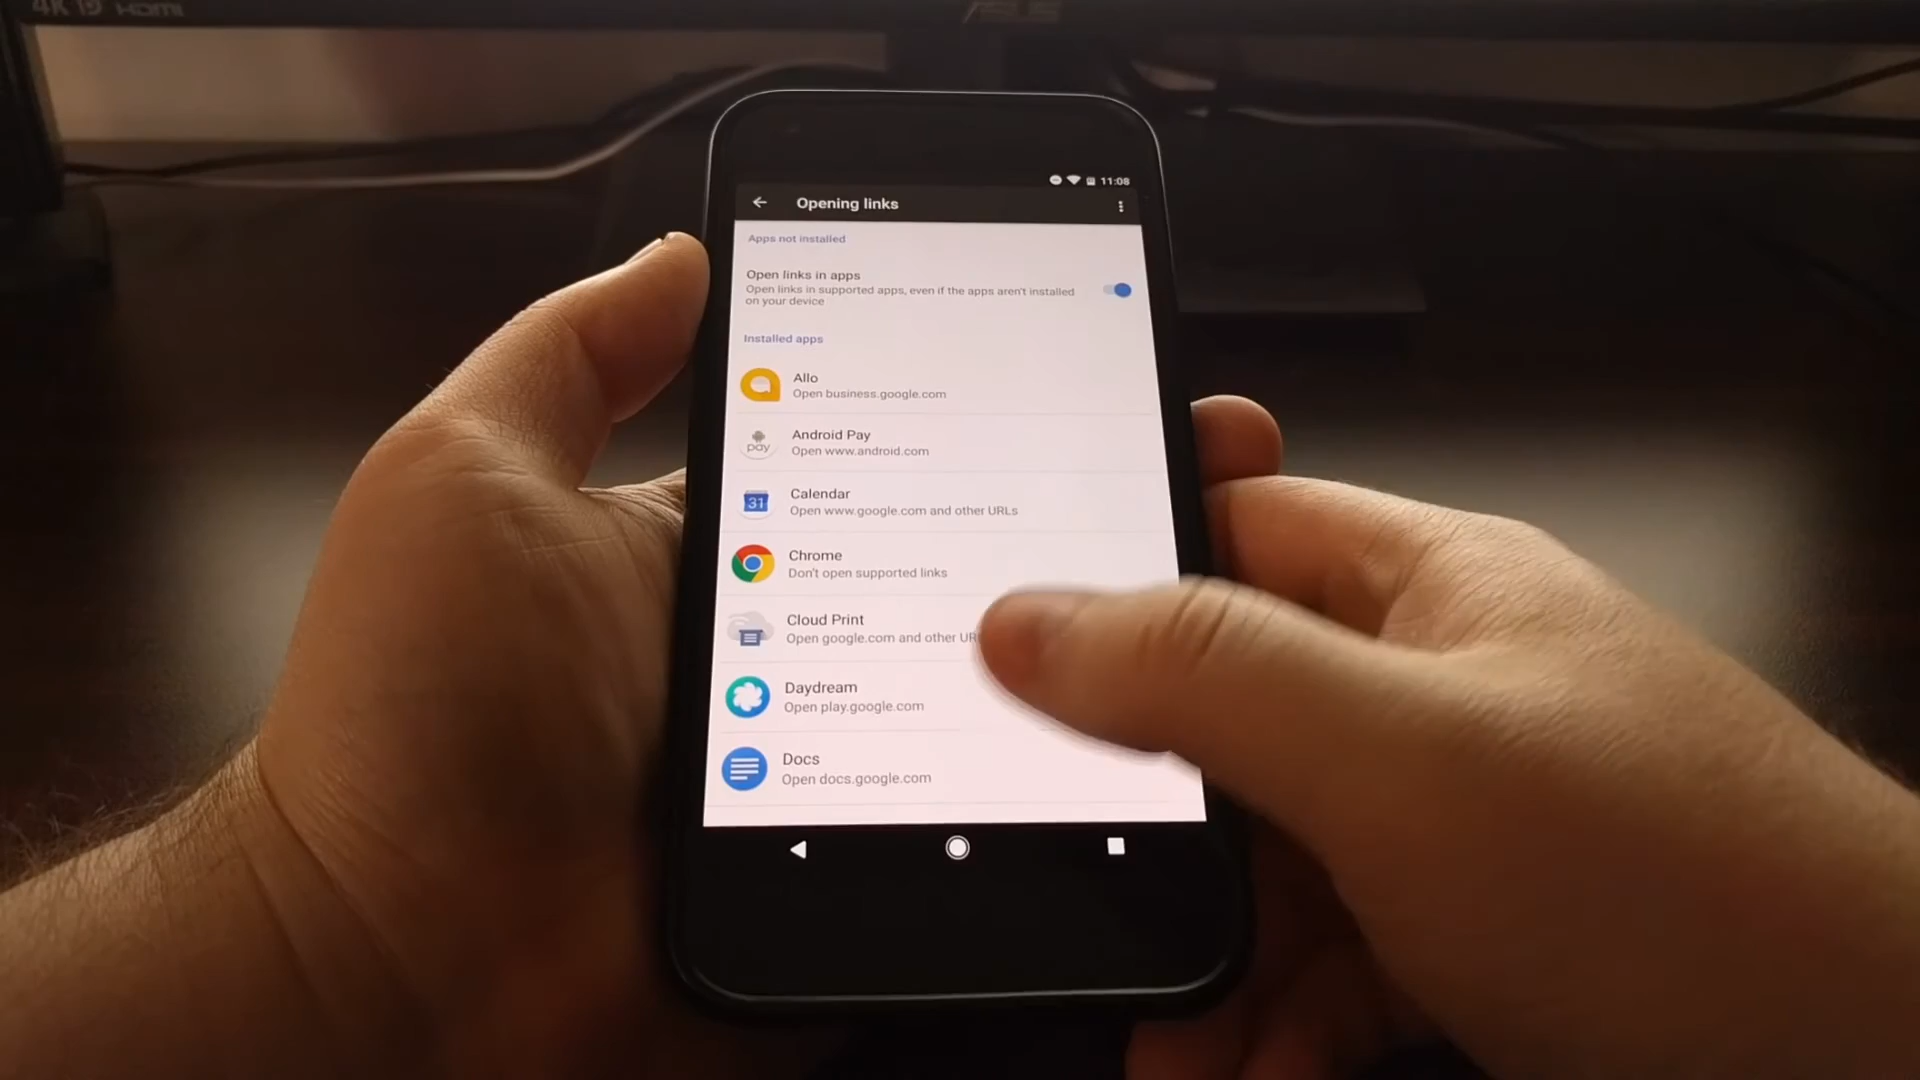 4K HDMI
ASUS
11:08
Opening links
Apps not installed
Open links in apps
Open links in supported apps, even if the apps aren't installed
on your device
Installed apps
Allo
Open business.google.com
pay
Android Pay
Open www.android.com
31
Calendar
Open www.google.com and other URLs
Chrome
Don't open supported links
Cloud Print
Open google.com and other UR
Daydream
Open play.google.com
Docs
Open docs.google.com